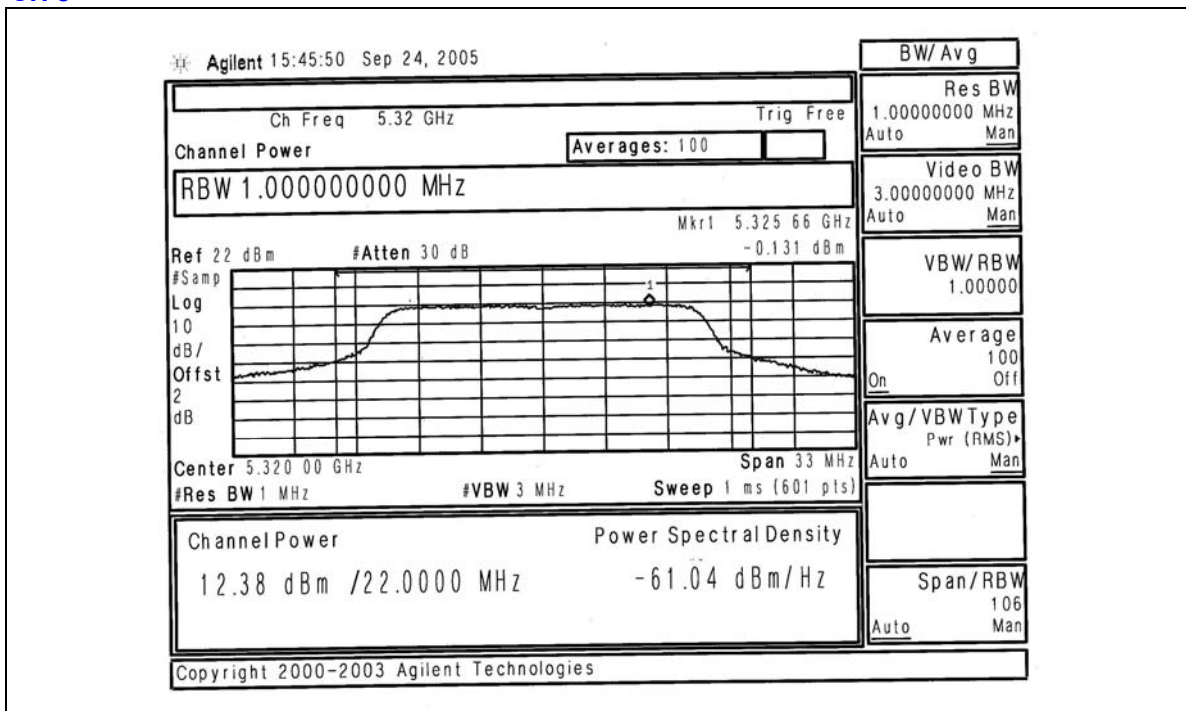 Agilent 15:45:50 Sep 24, 2005
Ch Freq 5.32 GHz Trig Free
Channel Power Averages: 100
RBW 1.000000000 MHz
Mkr1 5.325 66 GHz
Ref 22 dBm #Atten 30 dB -0.131 dBm
#Samp
Log
10
dB/
Offst
2
dB
1
Center 5.320 00 GHz Span 33 MHz
#Res BW 1 MHz #VBW 3 MHz Sweep 1 ms (601 pts)
Channel Power Power Spectral Density
12.38 dBm /22.0000 MHz -61.04 dBm/Hz
Copyright 2000-2003 Agilent Technologies
BW/Avg
Res BW
1.00000000 MHz
Auto Man
Video BW
3.00000000 MHz
Auto Man
VBW/RBW
1.00000
Average
100
On Off
Avg/VBW Type
Pwr (RMS)▸
Auto Man
Span/RBW
106
Auto Man